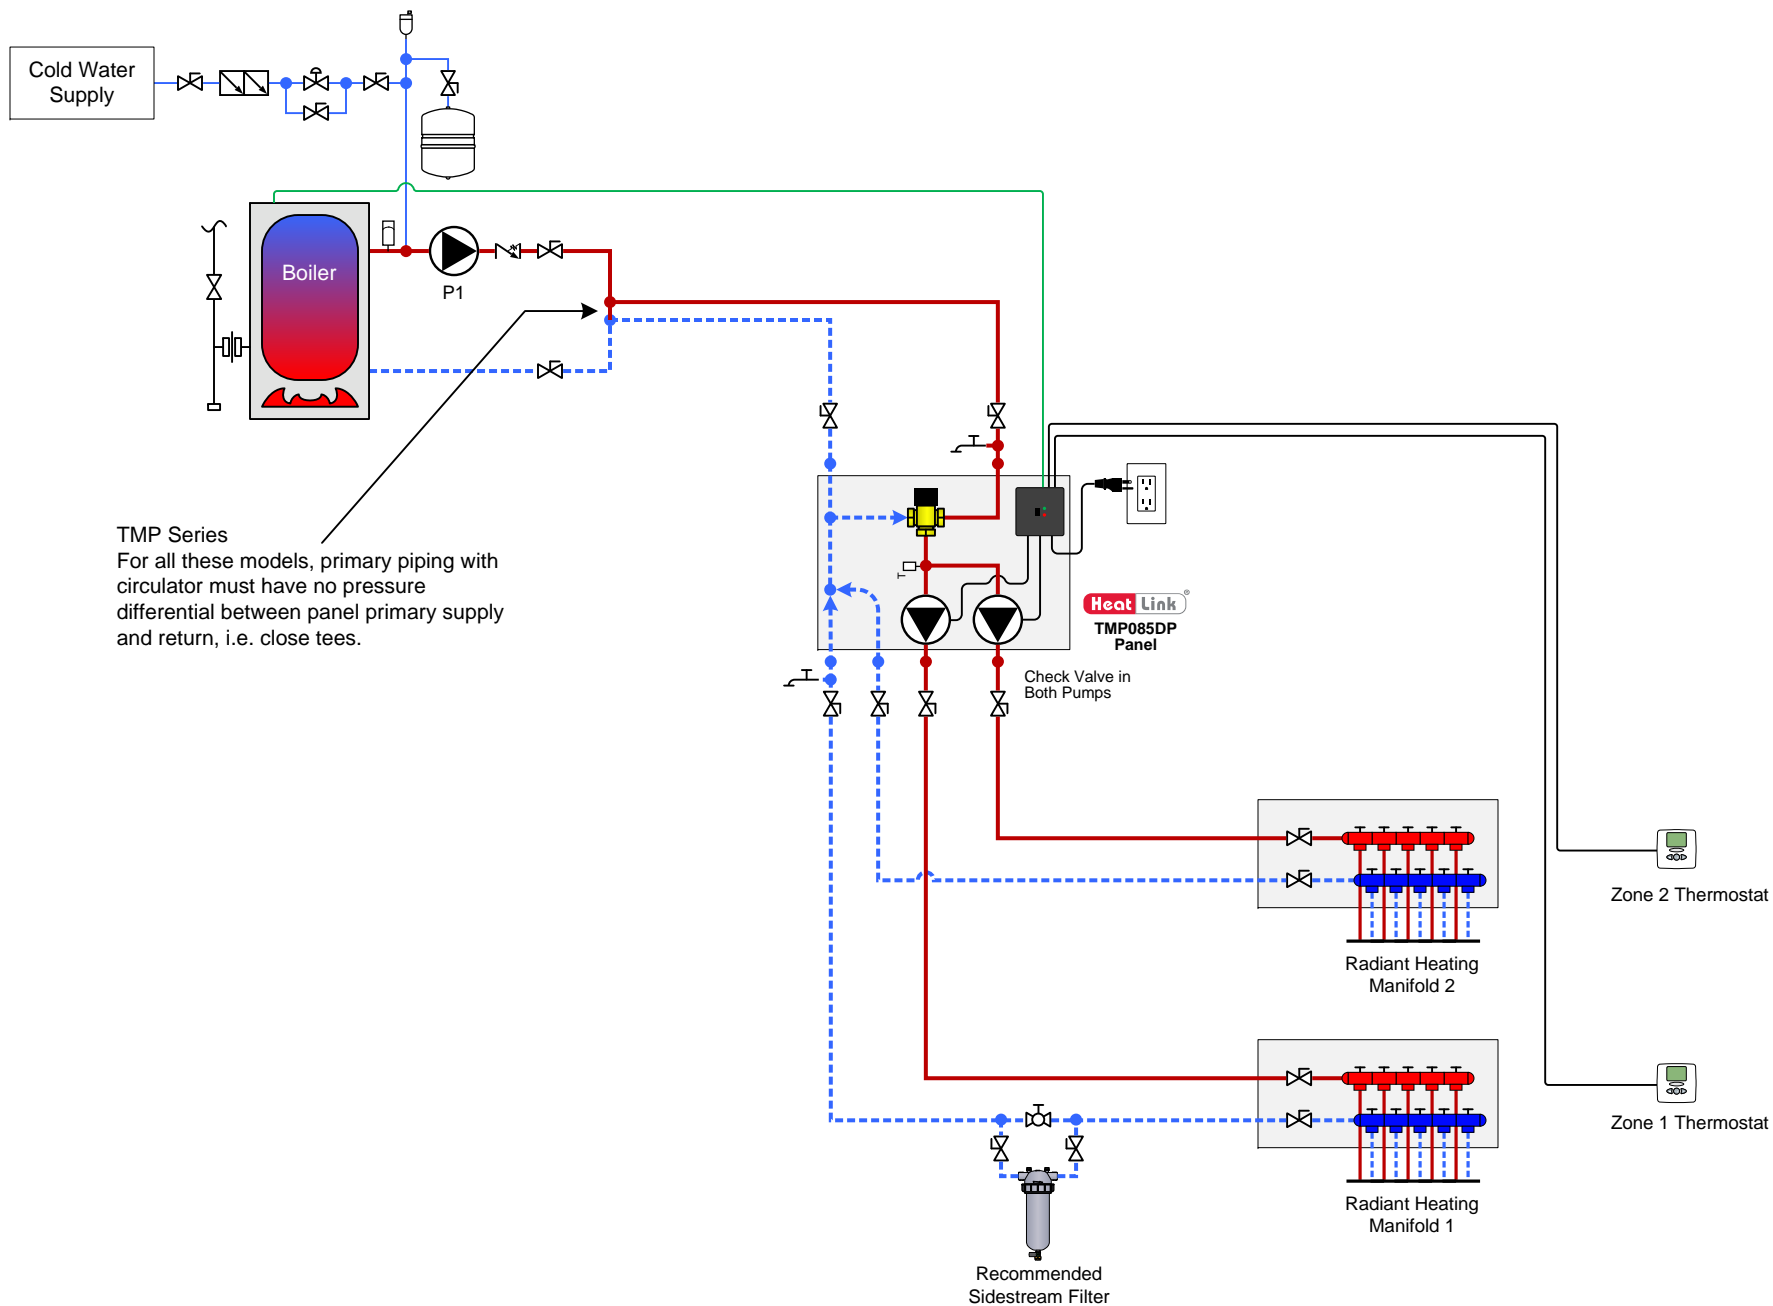 Cold Water
Supply
Boiler
P1
TMP Series
For all these models, primary piping with
circulator must have no pressure
differential between panel primary supply
and return, i.e. close tees.
T
Heat Link®
TMP085DP
Panel
Check Valve in
Both Pumps
Zone 2 Thermostat
Radiant Heating
Manifold 2
Zone 1 Thermostat
Radiant Heating
Manifold 1
Recommended
Sidestream Filter